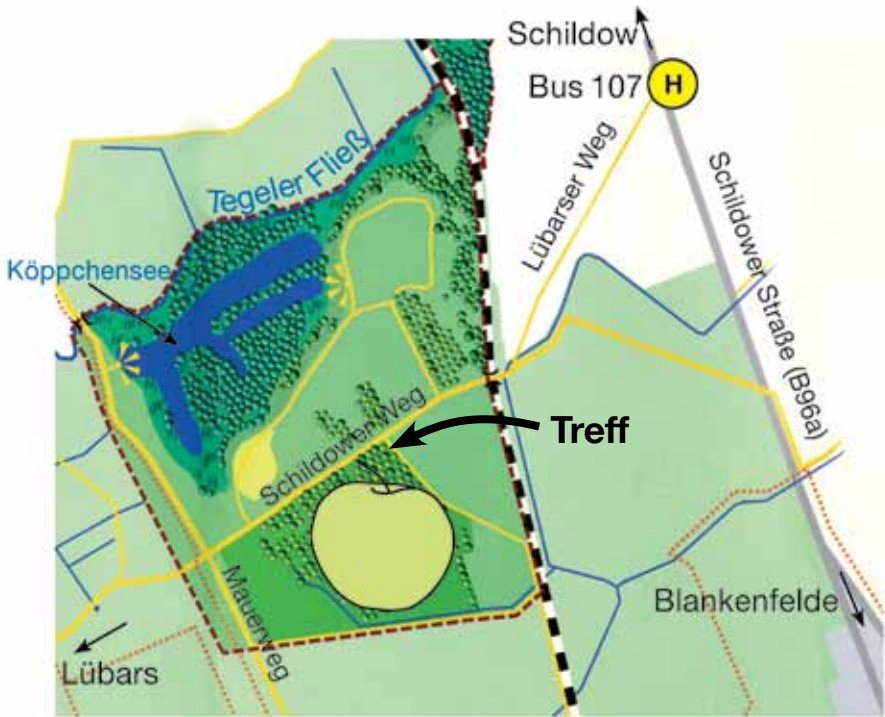 Schildow
Bus 107
H
Tegeler Fließ
Lübarser Weg
Schildower Straße (B96a)
Köppchensee
Schildower Weg
Treff
Mauerweg
Blankenfelde
Lübars